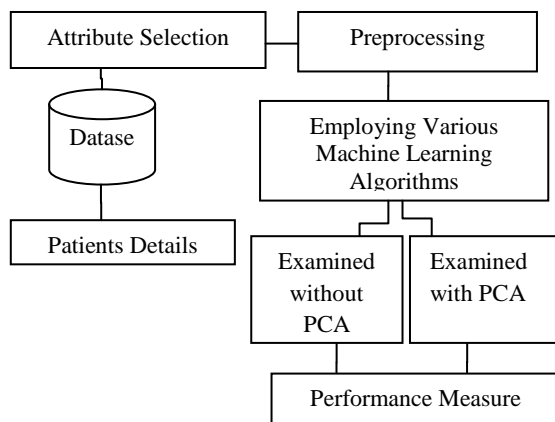 Attribute Selection
Preprocessing
Datase
Employing Various
Machine Learning
Algorithms
Patients Details
Examined
without
PCA
Examined
with PCA
Performance Measure